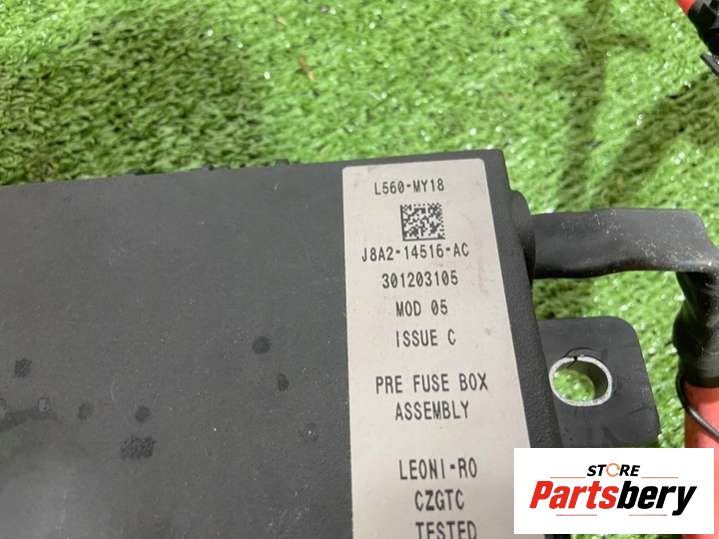 L560-MY18
J8A2-14516-AC
301203105
MOD 05
ISSUE C
PRE FUSE BOX
ASSEMBLY
LEONI-RO
CZGTC
TESTED
STORE
Partsbery